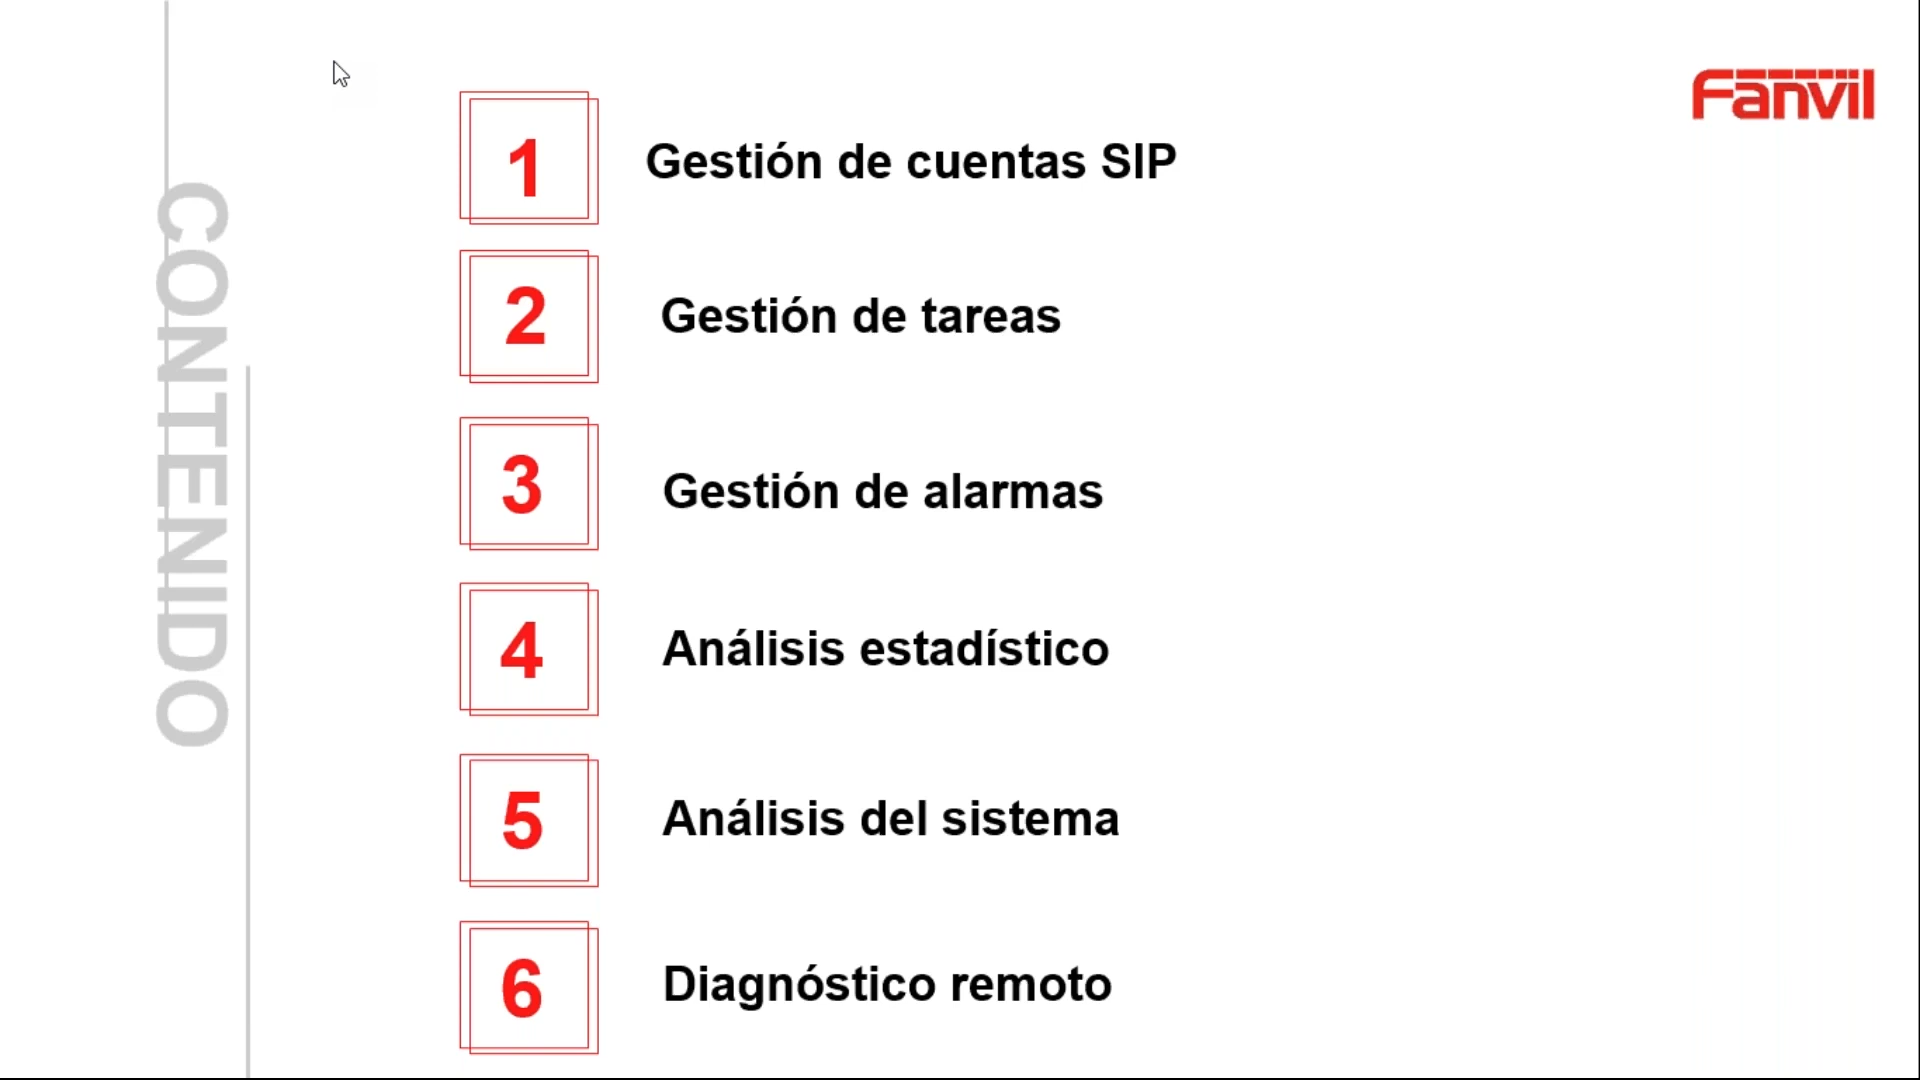 CONTENIDO
Fanvil
1 Gestión de cuentas SIP
2 Gestión de tareas
3 Gestión de alarmas
4 Análisis estadístico
5 Análisis del sistema
6 Diagnóstico remoto